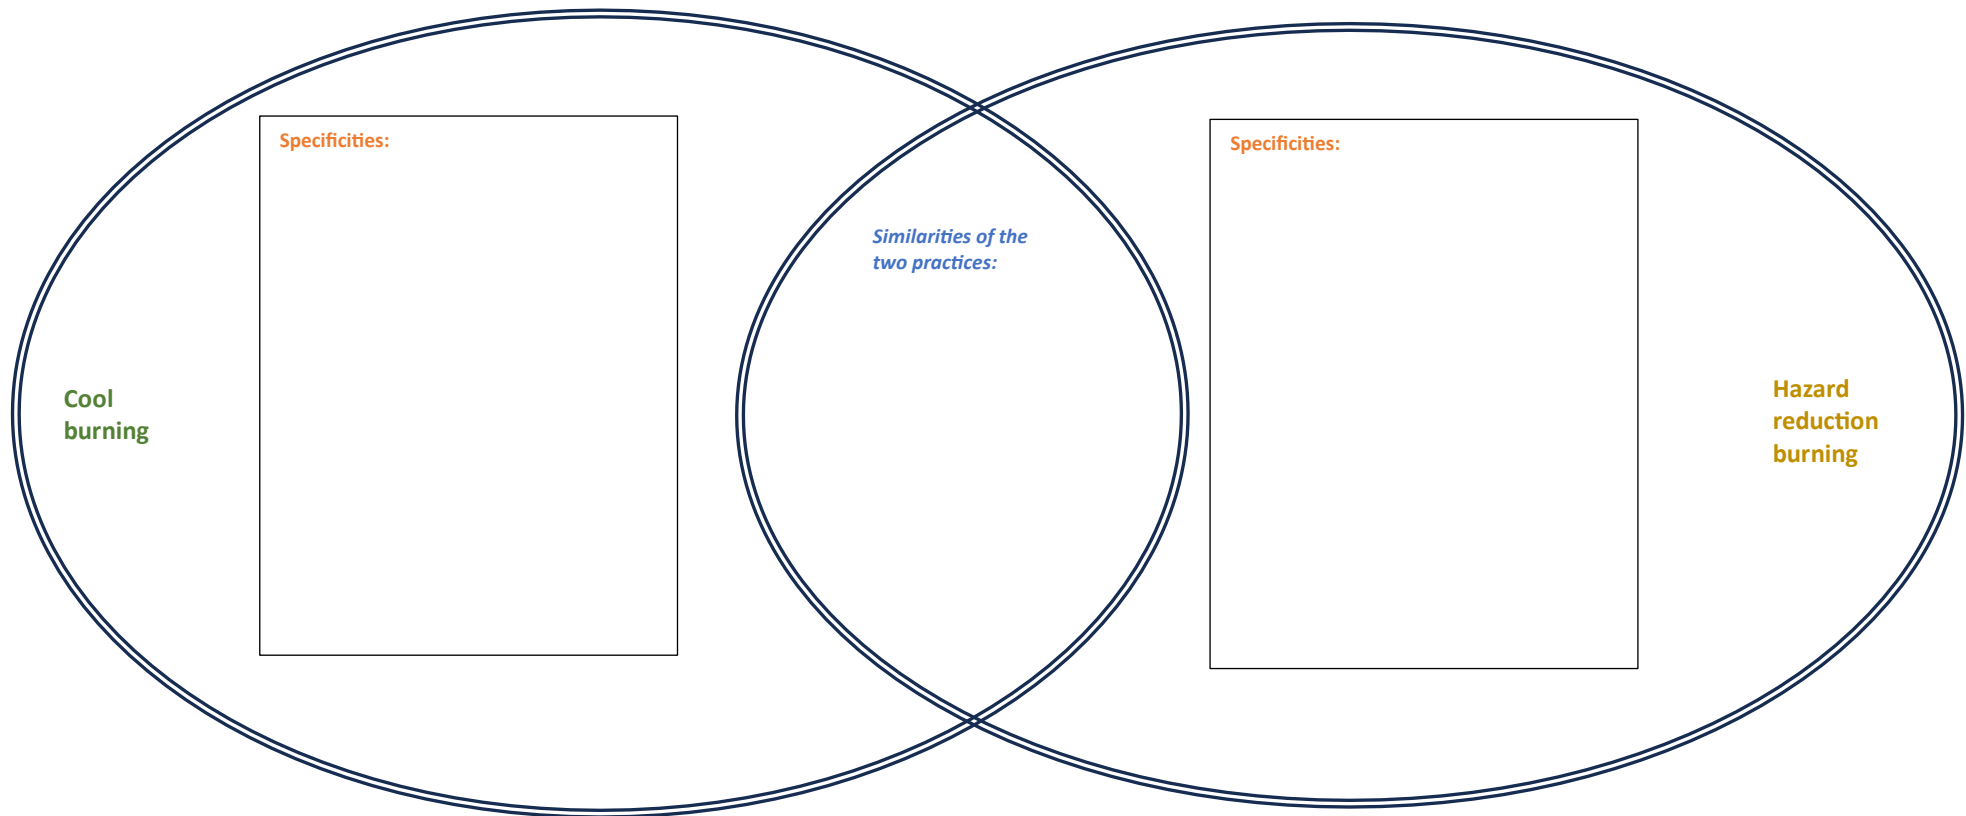 Specificities:
Specificities:
Similarities of the
two practices:
Cool
burning
Hazard
reduction
burning